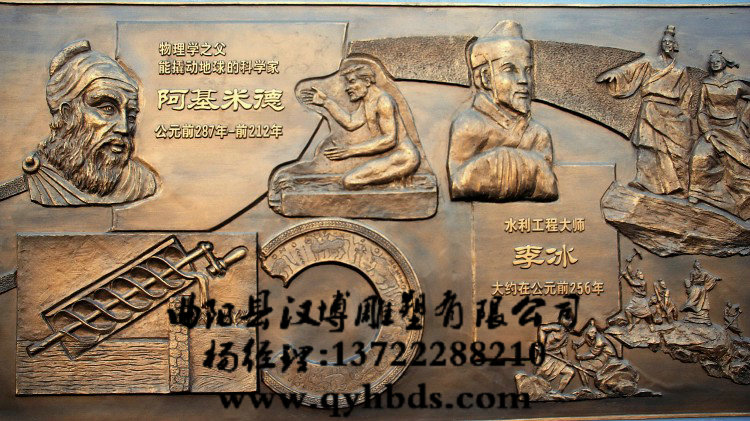 物理学之父
能撬动地球的科学家
阿基米德
公元前287年-前212年
水利工程大师
李冰
大约在公元前256年
曲阳县汉博雕塑有限公司
杨经理:13722288210
www.qyhbds.com